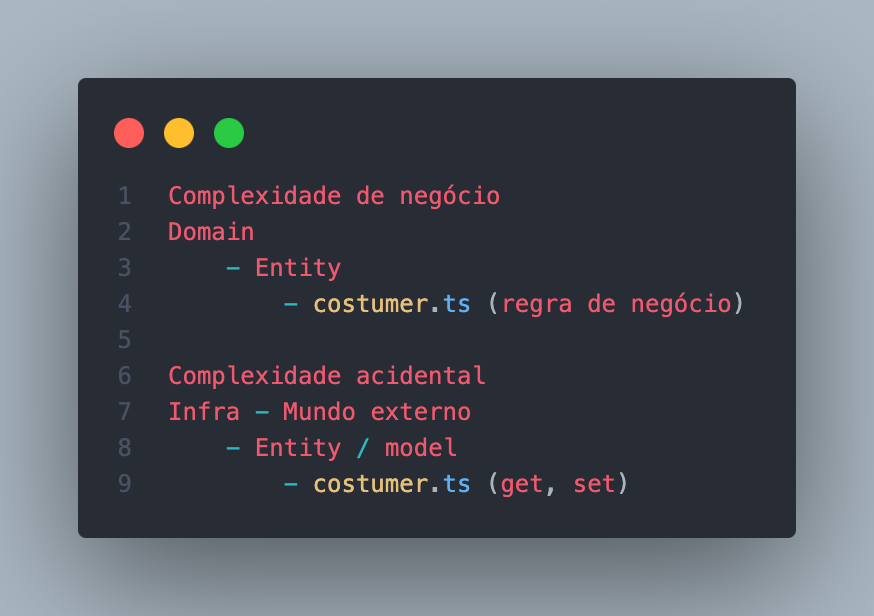 1 Complexidade de negócio
2 Domain
3     - Entity
4         - costumer.ts (regra de negócio)
5
6 Complexidade acidental
7 Infra - Mundo externo
8     - Entity / model
9         - costumer.ts (get, set)